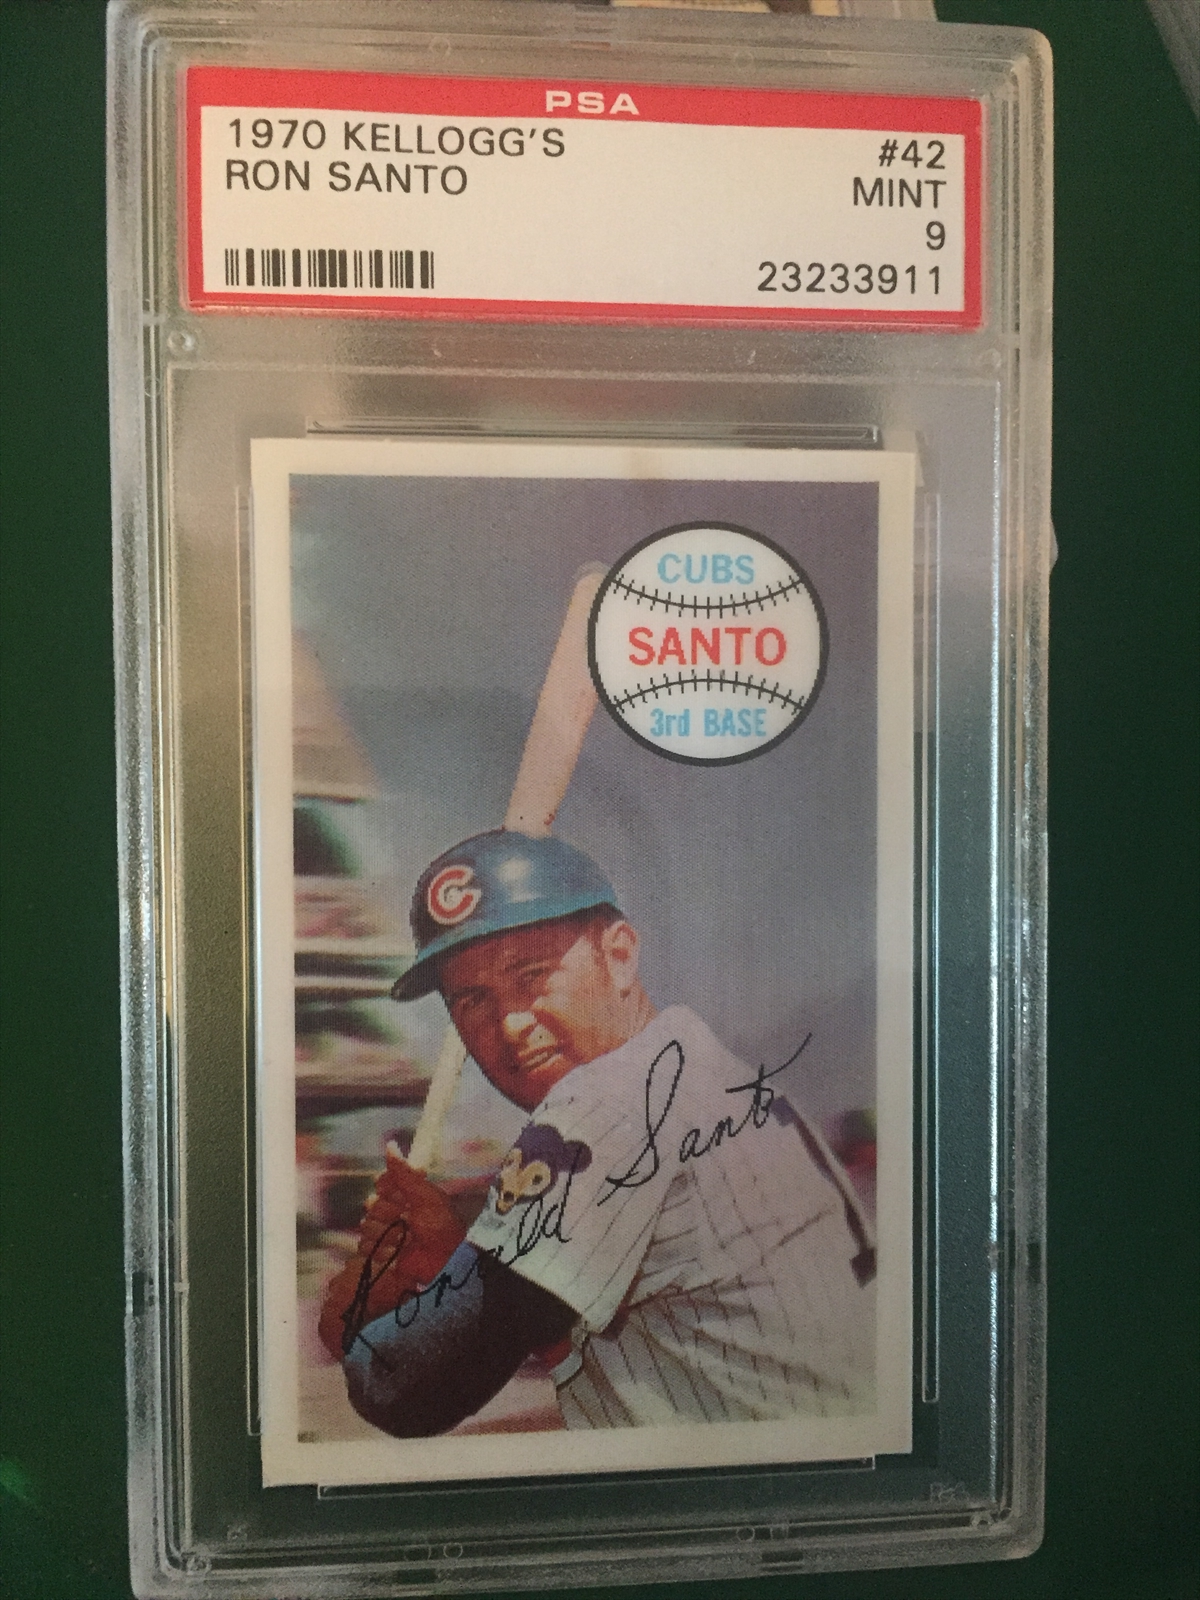 PSA
1970 KELLOGG'S #42
RON SANTO MINT
9
23233911
CUBS
SANTO
3rd BASE
Ronald Santo
C